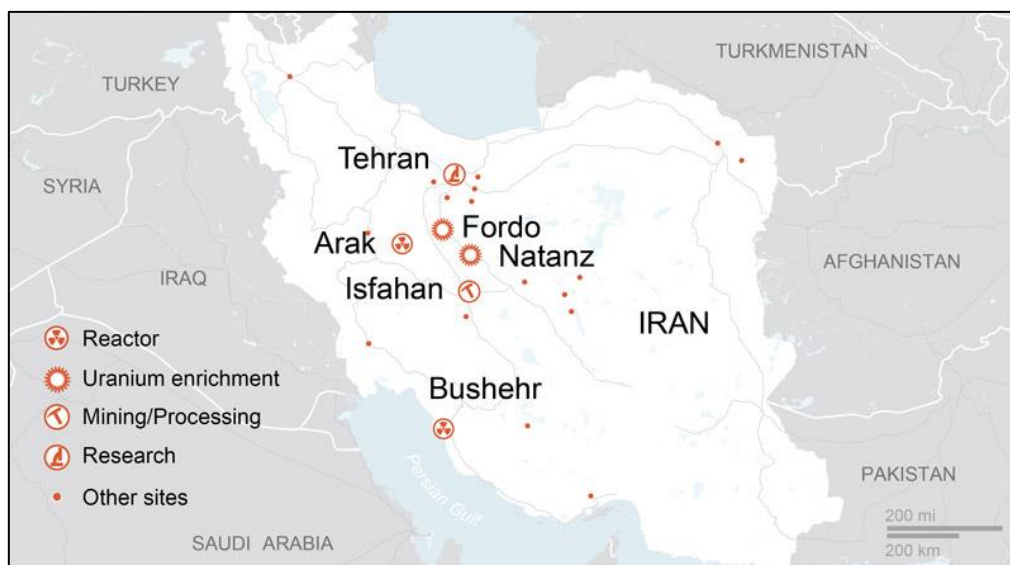 TURKMENISTAN
TURKEY
Tehran
SYRIA
Fordo
Arak
Natanz
AFGHANISTAN
IRAQ
Isfahan
IRAN
Reactor
Uranium enrichment
Bushehr
Mining/Processing
Research
Persian Gulf
PAKISTAN
Other sites
200 mi
SAUDI ARABIA
200 km